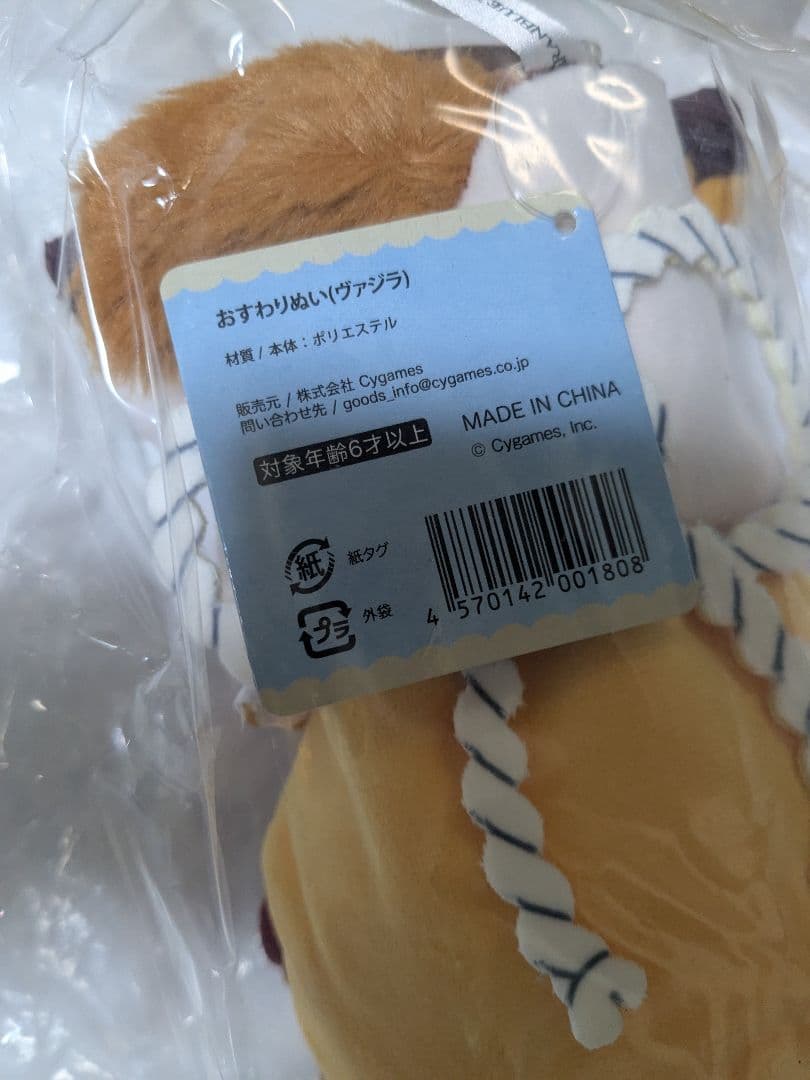 GRANBLUE
おすわりぬい(ヴァジラ)
材質 / 本体：ポリエステル
販売元 / 株式会社 Cygames
問い合わせ先 / goods_info@cygames.co.jp
対象年齢6才以上
MADE IN CHINA
© Cygames, Inc.
紙
紙タグ
プラ
外袋
4 570142 001808